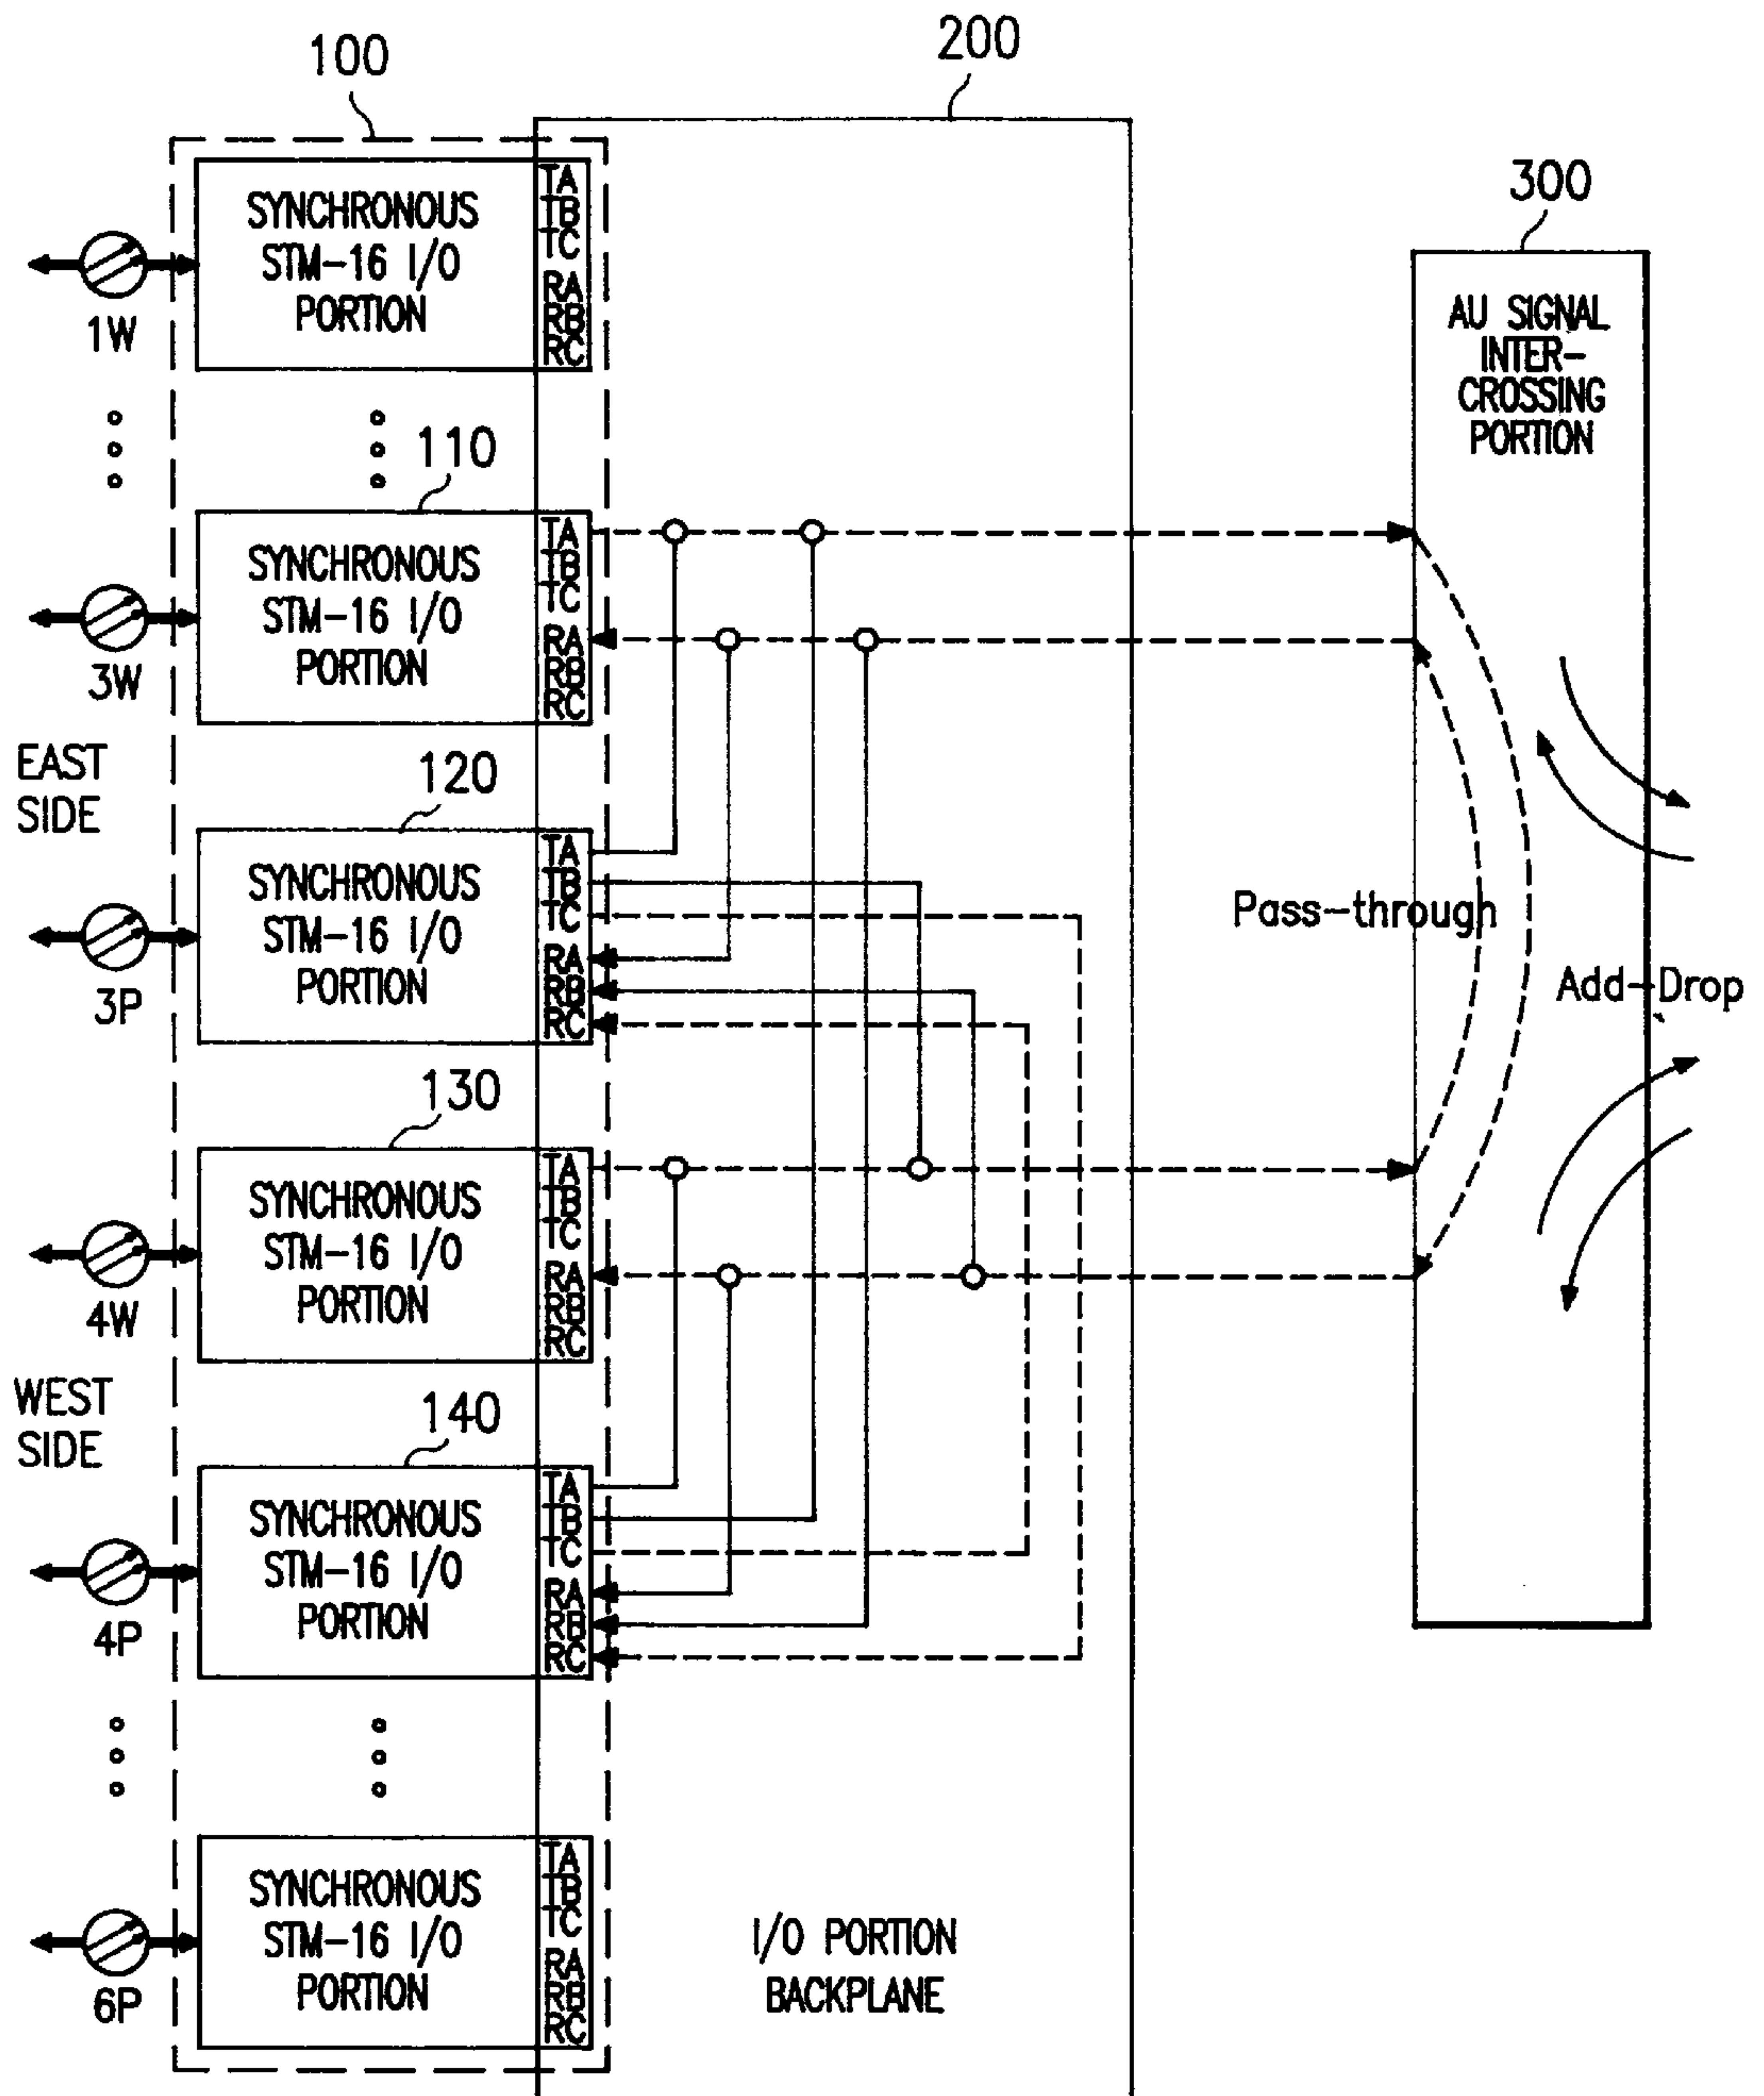 100
200
300
SYNCHRONOUS
STM-16 I/O
PORTION
TA
TB
TC
RA
RB
RC
1W
AU SIGNAL
INTER-
CROSSING
PORTION
110
SYNCHRONOUS
STM-16 I/O
PORTION
TA
TB
TC
RA
RB
RC
3W
EAST
SIDE
120
SYNCHRONOUS
STM-16 I/O
PORTION
TA
TB
TC
RA
RB
RC
3P
Pass-through
Add-Drop
130
SYNCHRONOUS
STM-16 I/O
PORTION
TA
TB
TC
RA
RB
RC
4W
WEST
SIDE
140
SYNCHRONOUS
STM-16 I/O
PORTION
TA
TB
TC
RA
RB
RC
4P
SYNCHRONOUS
STM-16 I/O
PORTION
TA
TB
TC
RA
RB
RC
6P
I/O PORTION
BACKPLANE